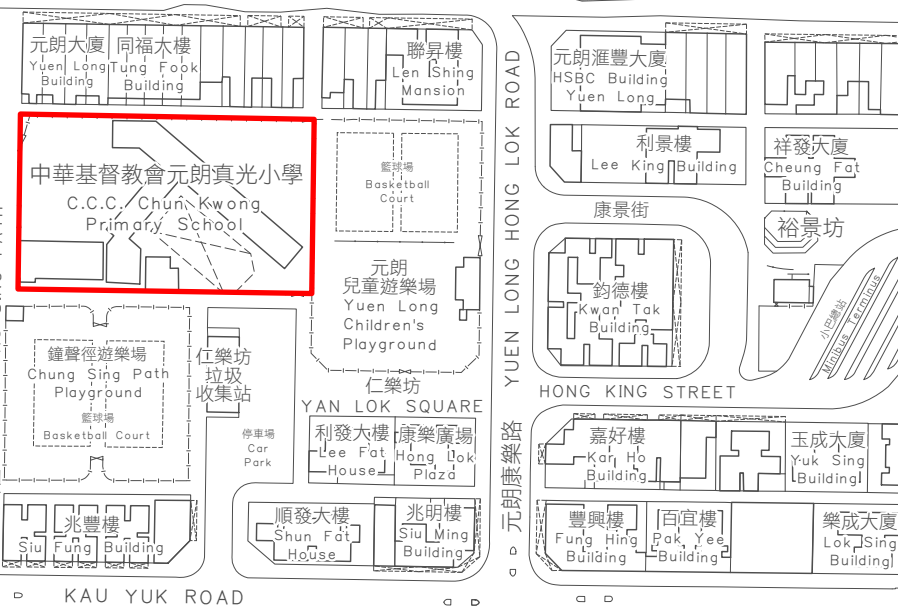 元朗大廈
Yuen Long
Building
同福大樓
Tung Fook
Building
聯昇樓
Len Shing
Mansion
YUEN LONG HONG LOK ROAD
元朗滙豐大廈
HSBC Building
Yuen Long
中華基督教會元朗真光小學
C.C.C. Chun Kwong
Primary School
籃球場
Basketball
Court
利景樓
Lee King Building
祥發大廈
Cheung Fat
Building
康景街
裕景坊
元朗
兒童遊樂場
Yuen Long
Children's
Playground
鈞德樓
Kwan Tak
Building
小巴總站
Minibus Terminus
鐘聲徑遊樂場
Chung Sing Path
Playground
籃球場
Basketball Court
仁樂坊
垃圾
收集站
仁樂坊
YAN LOK SQUARE
HONG KING STREET
停車場
Car
Park
利發大樓
Lee Fat
House
康樂廣場
Hong Lok
Plaza
元朗康樂路
嘉好樓
Kar Ho
Building
玉成大廈
Yuk Sing
Building
兆豐樓
Siu Fung Building
順發大樓
Shun Fat
House
兆明樓
Siu Ming
Building
豐興樓
Fung Hing
Building
百宜樓
Pak Yee
Building
樂成大廈
Lok Sing
Building
KAU YUK ROAD